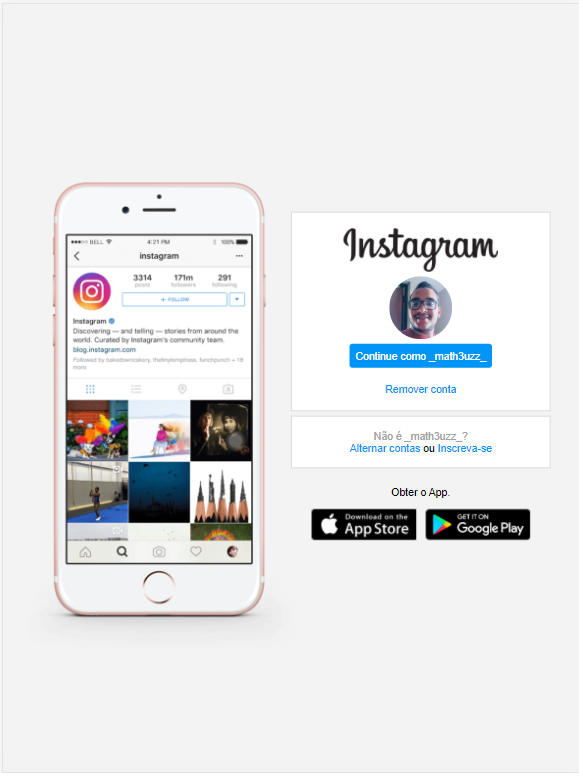 ●●●○○ BELL
4:21 PM
100%
instagram
3314
171m
291
posts
followers
following
+ FOLLOW
Instagram
Discovering — and telling — stories from around the
world. Curated by Instagram's community team.
blog.instagram.com
Followed by bakedowncakery, thetinytemptress, funchpunch + 18
more
Instagram
Continue como _math3uzz_
Remover conta
Não é _math3uzz_?
Alternar contas ou Inscreva-se
Obter o App.
Download on the
App Store
GET IT ON
Google Play